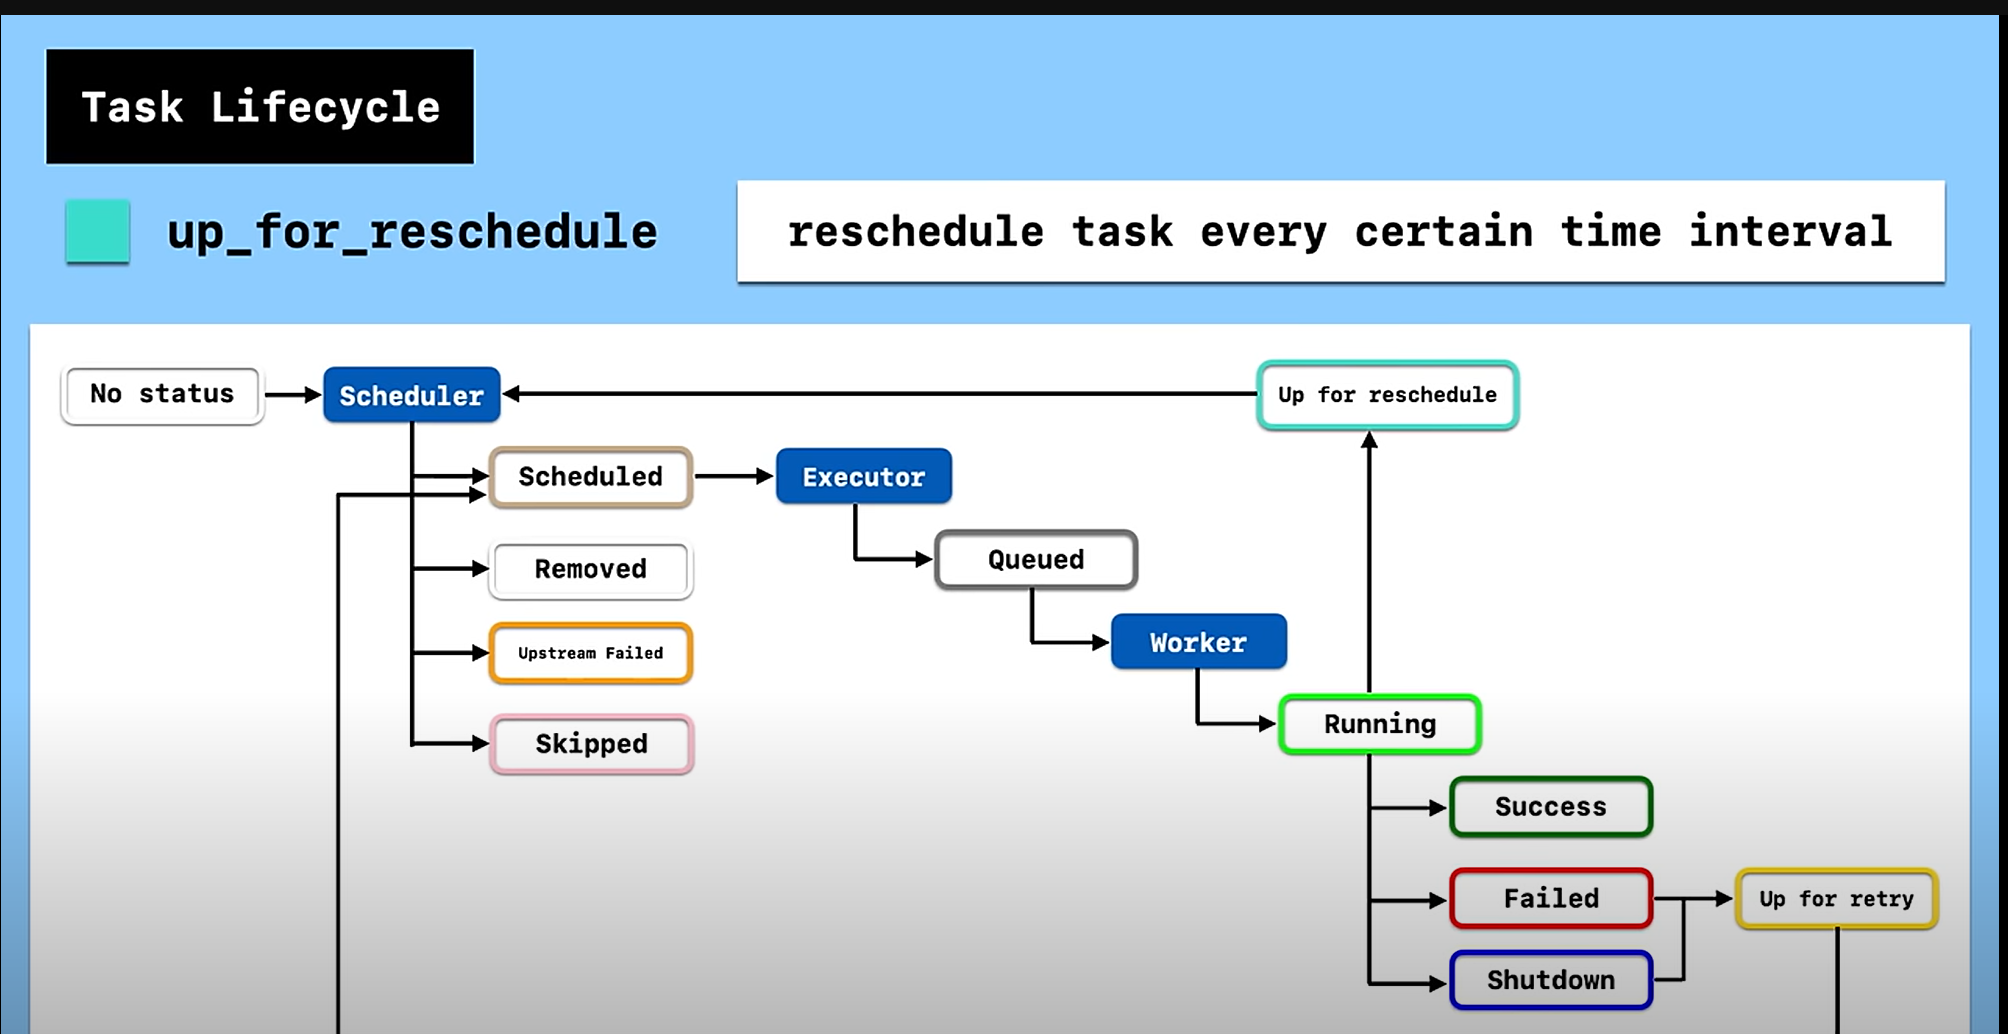 Task Lifecycle
up_for_reschedule
reschedule task every certain time interval
No status
Scheduler
Up for reschedule
Scheduled
Executor
Queued
Removed
Worker
Upstream Failed
Running
Skipped
Success
Failed
Up for retry
Shutdown